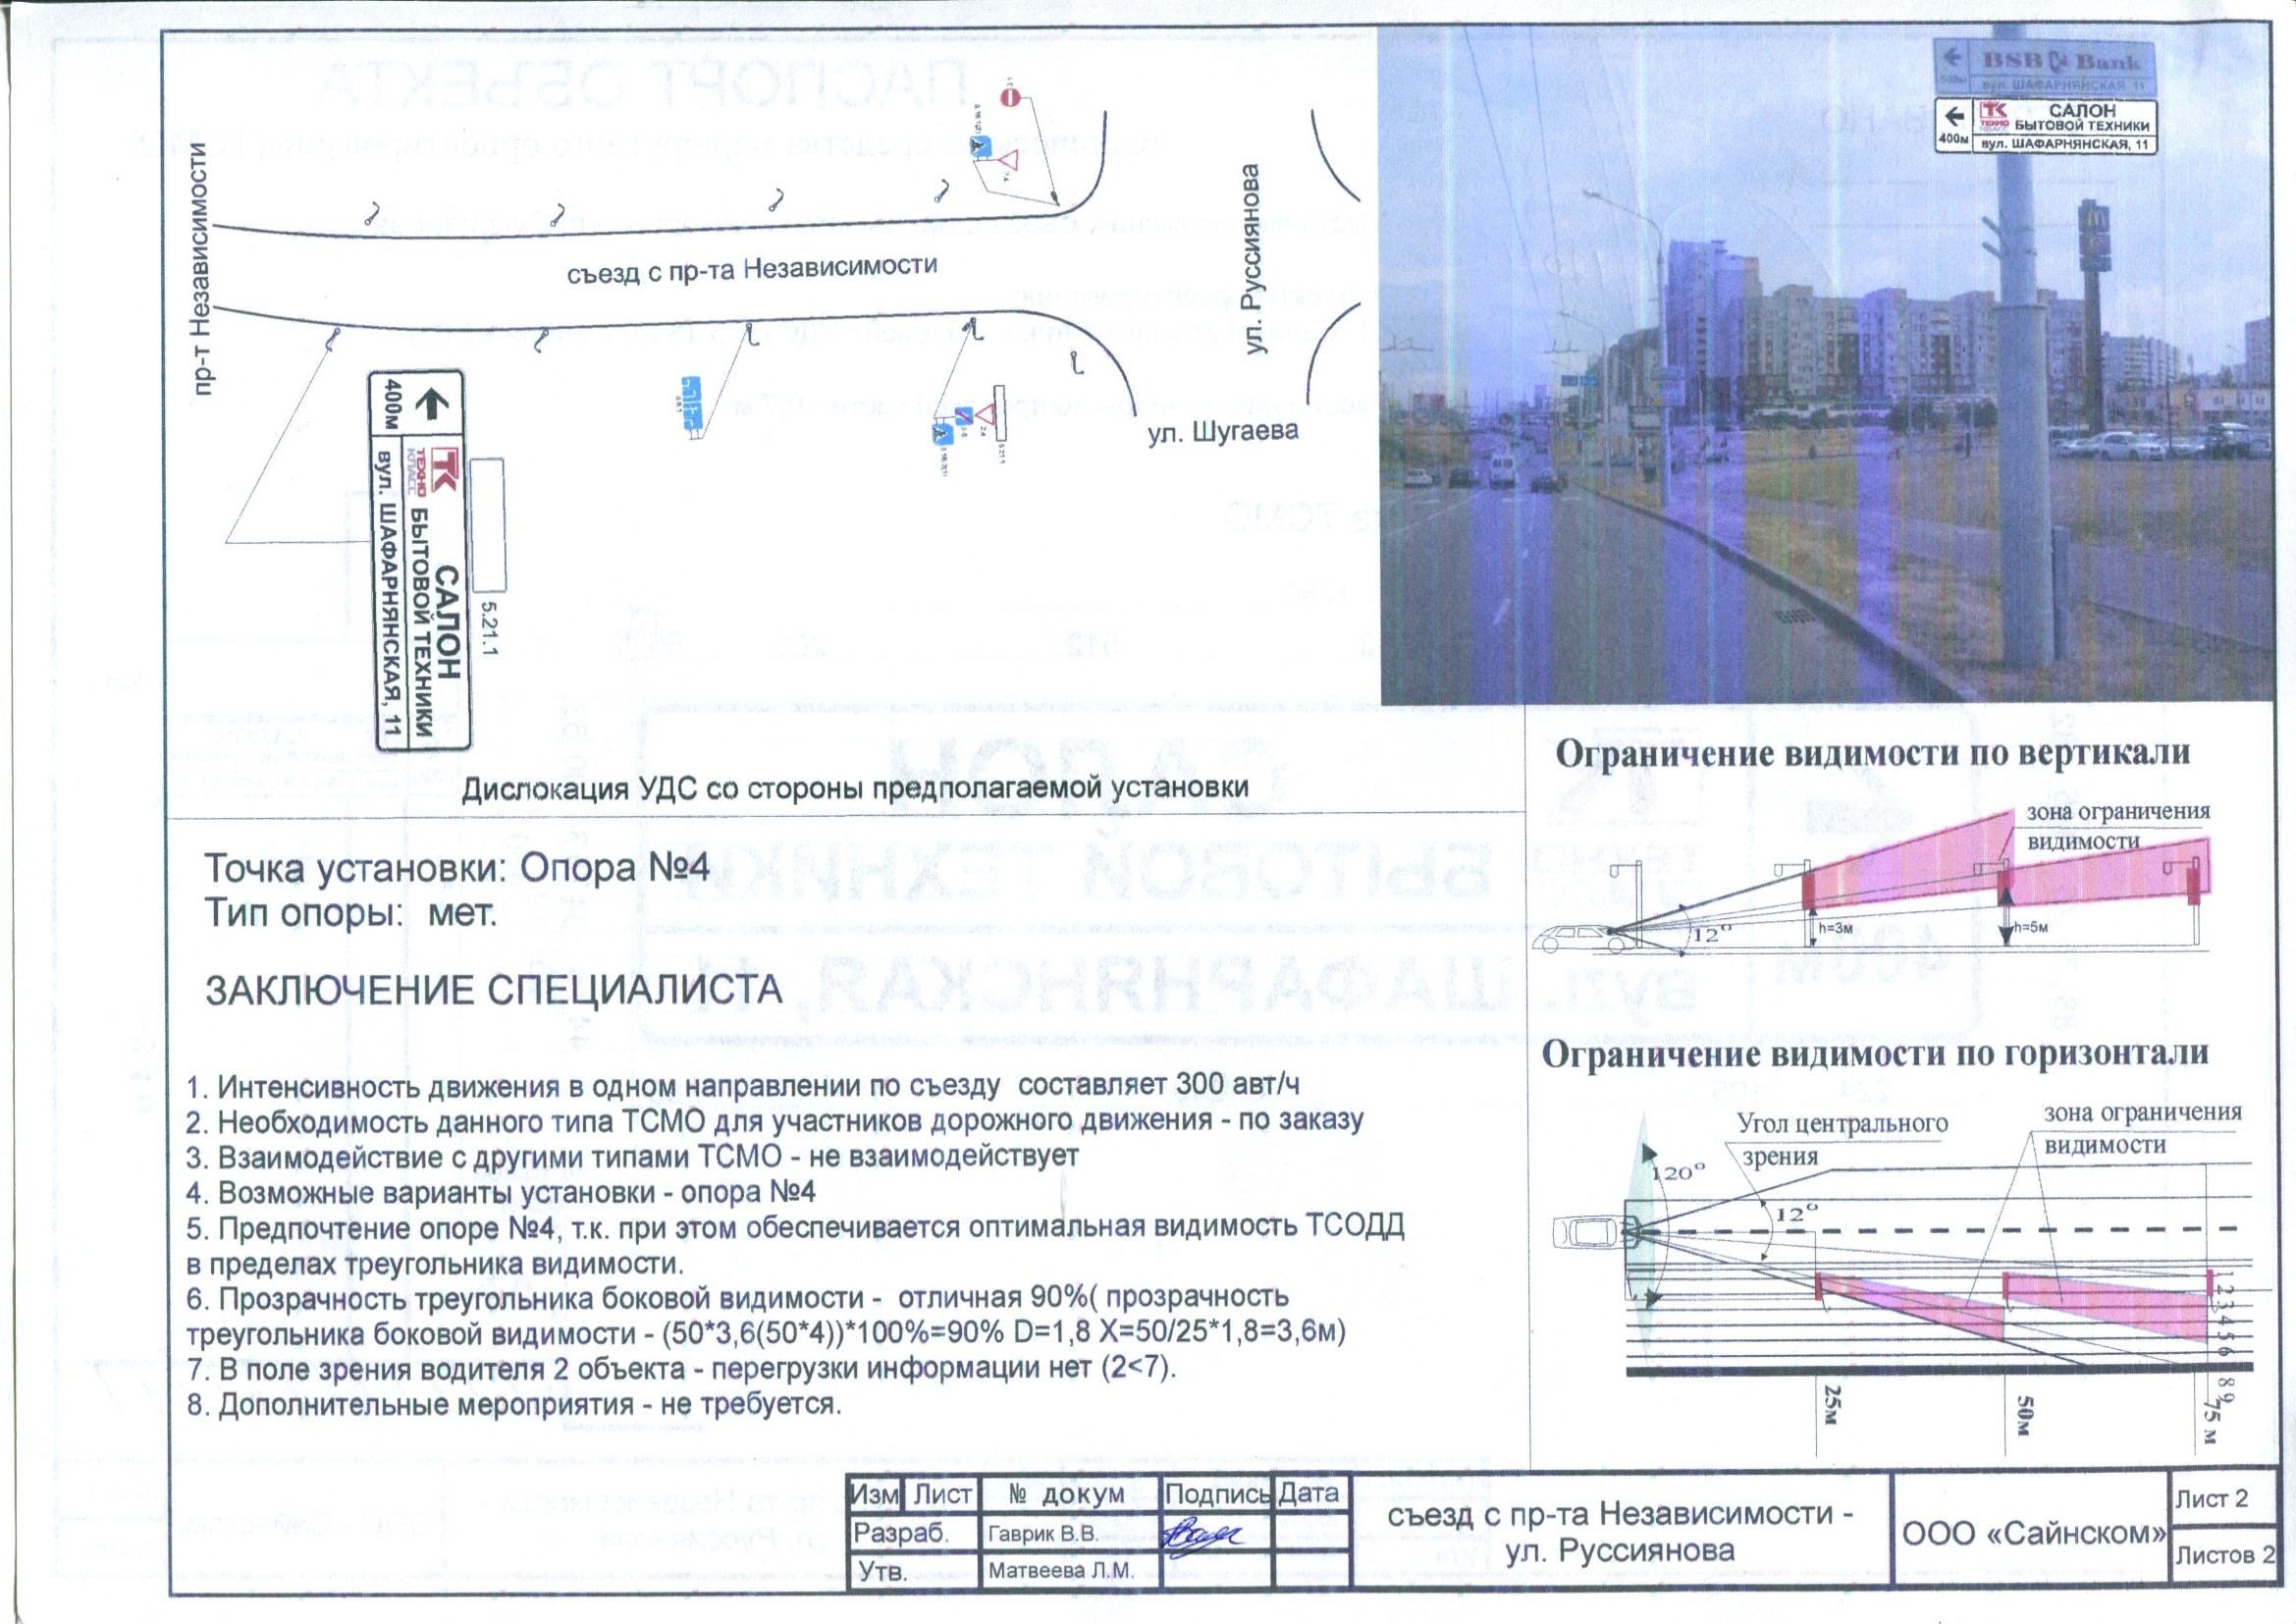 пр-т Независимости
съезд с пр-та Независимости
ул. Руссиянова
ул. Шугаева
400м
ТК
ТЕХНО
КЛАСС
САЛОН
БЫТОВОЙ ТЕХНИКИ
вул. ШАФАРНЯНСКАЯ, 11
5.21.1
2.4
5.21.1
Дислокация УДС со стороны предполагаемой установки
BSB Bank
вул. ШАФАРНЯНСКАЯ 11
400м
ТК
ТЕХНО
САЛОН
БЫТОВОЙ ТЕХНИКИ
вул. ШАФАРНЯНСКАЯ, 11
Точка установки: Опора №4
Тип опоры: мет.
ЗАКЛЮЧЕНИЕ СПЕЦИАЛИСТА
1. Интенсивность движения в одном направлении по съезду составляет 300 авт/ч
2. Необходимость данного типа ТСМО для участников дорожного движения - по заказу
3. Взаимодействие с другими типами ТСМО - не взаимодействует
4. Возможные варианты установки - опора №4
5. Предпочтение опоре №4, т.к. при этом обеспечивается оптимальная видимость ТСОДД
в пределах треугольника видимости.
6. Прозрачность треугольника боковой видимости - отличная 90%( прозрачность
треугольника боковой видимости - (50*3,6(50*4))*100%=90% D=1,8 X=50/25*1,8=3,6м)
7. В поле зрения водителя 2 объекта - перегрузки информации нет (2<7).
8. Дополнительные мероприятия - не требуется.
Ограничение видимости по вертикали
зона ограничения
видимости
12°
h=3м
h=5м
Ограничение видимости по горизонтали
Угол центрального
зрения
зона ограничения
видимости
120°
12°
1
2
3
4
5
6
8
9
25м
50м
75 м
Изм Лист № докум Подпись Дата
Разраб. Гаврик В.В.
Утв. Матвеева Л.М.
съезд с пр-та Независимости -
ул. Руссиянова
ООО «Сайнском»
Лист 2
Листов 2